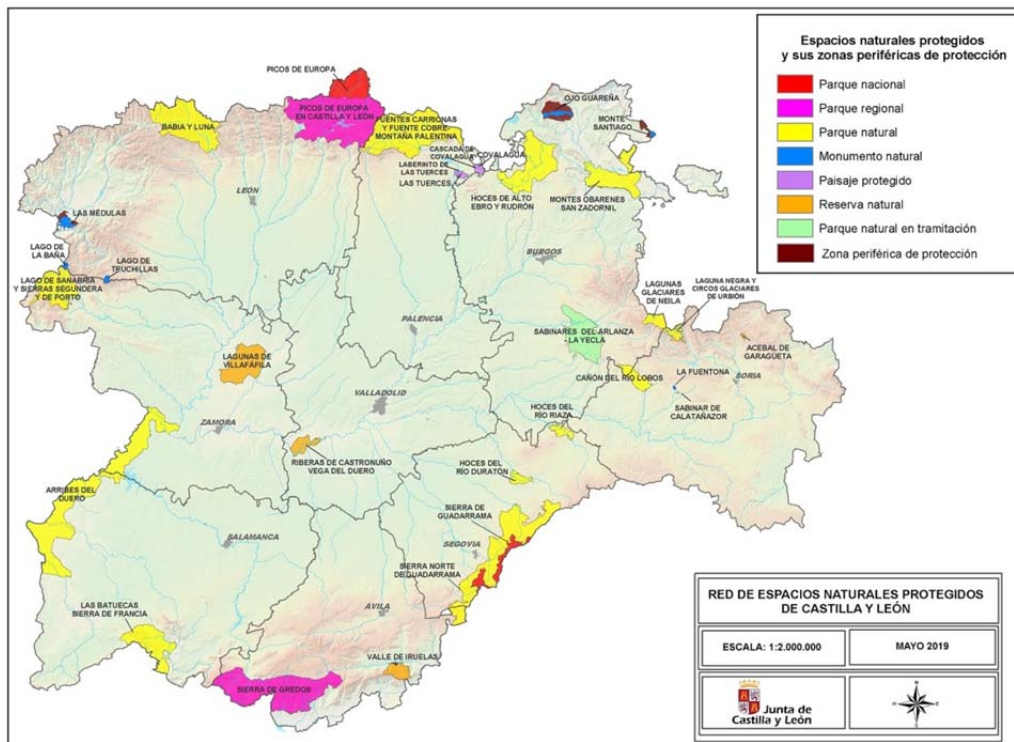 Espacios naturales protegidos
y sus zonas periféricas de protección
Parque nacional
Parque regional
Parque natural
Monumento natural
Paisaje protegido
Reserva natural
Parque natural en tramitación
Zona periférica de protección
PICOS DE EUROPA
PICOS DE EUROPA
EN CASTILLA Y LEÓN
BABIA Y LUNA
FUENTES CARRIONAS
Y FUENTE COBRE-
MONTAÑA PALENTINA
OJO GUAREÑA
MONTE
SANTIAGO
CASCADA DE
COVALAGUA
COVALAGUA
LABERINTO DE
LAS TUERCES
LAS TUERCES
HOCES DE ALTO
EBRO Y RUDRÓN
MONTES OBARENES
SAN ZADORNIL
LEÓN
LAS MÉDULAS
BURGOS
LAGO DE
LA BAÑA
LAGO DE
TRUCHILLAS
LAGO DE SANABRIA
Y SIERRAS SEGUNDERA
Y DE PORTO
LAGUNAS
GLACIARES
DE NEILA
LAGUNA NEGRA Y
CIRCOS GLACIARES
DE URBIÓN
PALENCIA
SABINARES DEL ARLANZA
- LA YECLA
ACEBAL DE
GARAGÜETA
LAGUNAS DE
VILLAFÁFILA
CAÑÓN DEL RÍO LOBOS
LA FUENTONA
SORIA
VALLADOLID
SABINAR DE
CALATAÑAZOR
ZAMORA
HOCES DEL
RÍO RIAZA
RIBERAS DE CASTRONUÑO
VEGA DEL DUERO
HOCES DEL
RÍO DURATÓN
ARRIBES DEL
DUERO
SIERRA DE
GUADARRAMA
SALAMANCA
SEGOVIA
SIERRA NORTE
DE GUADARRAMA
LAS BATUECAS
SIERRA DE FRANCIA
ÁVILA
VALLE DE IRUELAS
SIERRA DE GREDOS
RED DE ESPACIOS NATURALES PROTEGIDOS
DE CASTILLA Y LEÓN
ESCALA: 1:2.000.000
MAYO 2019
Junta de
Castilla y León